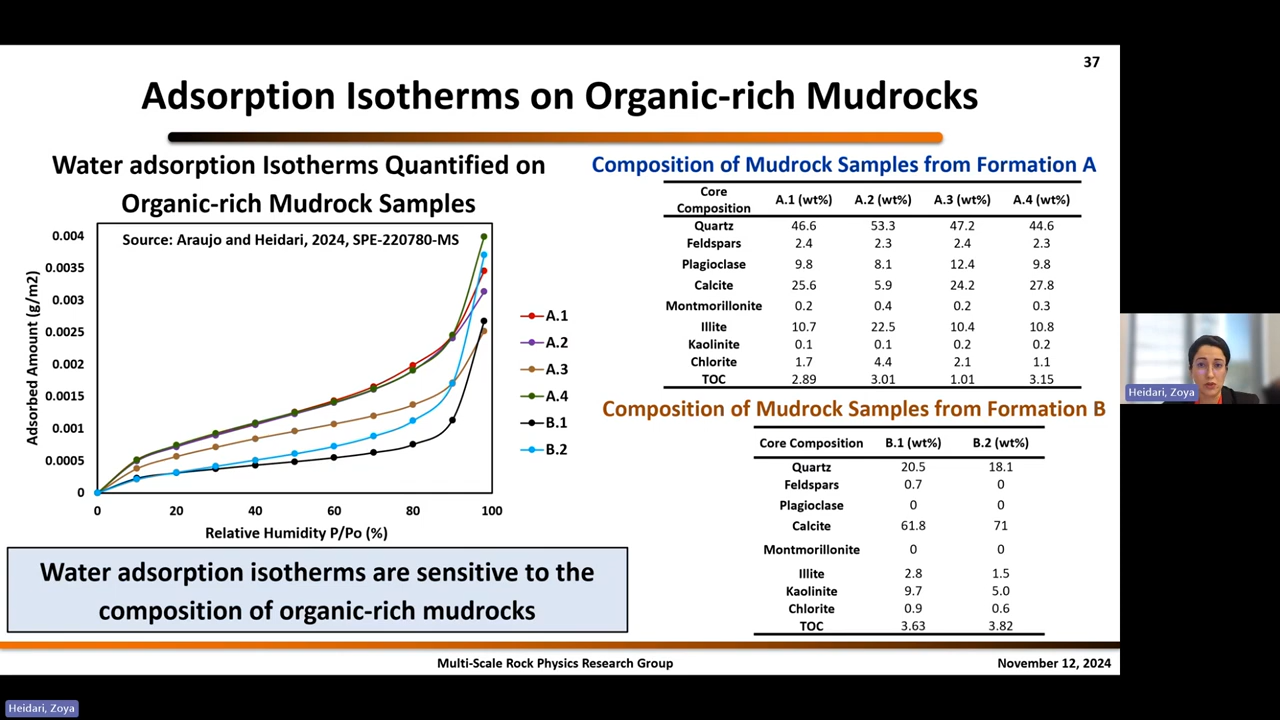 37
Adsorption Isotherms on Organic-rich Mudrocks
Water adsorption Isotherms Quantified on
Organic-rich Mudrock Samples
Source: Araujo and Heidari, 2024, SPE-220780-MS
Adsorbed Amount (g/m2)
0.004
0.0035
0.003
0.0025
0.002
0.0015
0.001
0.0005
0
0 20 40 60 80 100
Relative Humidity P/Po (%)
A.1
A.2
A.3
A.4
B.1
B.2
Water adsorption isotherms are sensitive to the
composition of organic-rich mudrocks
Composition of Mudrock Samples from Formation A
Core Composition A.1 (wt%) A.2 (wt%) A.3 (wt%) A.4 (wt%)
Quartz 46.6 53.3 47.2 44.6
Feldspars 2.4 2.3 2.4 2.3
Plagioclase 9.8 8.1 12.4 9.8
Calcite 25.6 5.9 24.2 27.8
Montmorillonite 0.2 0.4 0.2 0.3
Illite 10.7 22.5 10.4 10.8
Kaolinite 0.1 0.1 0.2 0.2
Chlorite 1.7 4.4 2.1 1.1
TOC 2.89 3.01 1.01 3.15
Composition of Mudrock Samples from Formation B
Core Composition B.1 (wt%) B.2 (wt%)
Quartz 20.5 18.1
Feldspars 0.7 0
Plagioclase 0 0
Calcite 61.8 71
Montmorillonite 0 0
Illite 2.8 1.5
Kaolinite 9.7 5.0
Chlorite 0.9 0.6
TOC 3.63 3.82
Multi-Scale Rock Physics Research Group
November 12, 2024
Heidari, Zoya
Heidari, Zoya